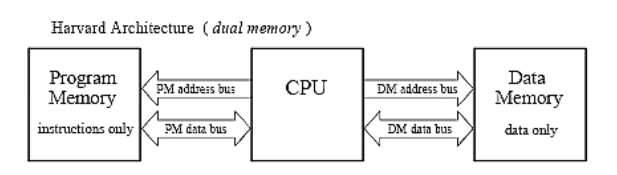 Harvard Architecture ( dual memory )
Program
Memory
instructions only
PM address bus
PM data bus
CPU
DM address bus
DM data bus
Data
Memory
data only